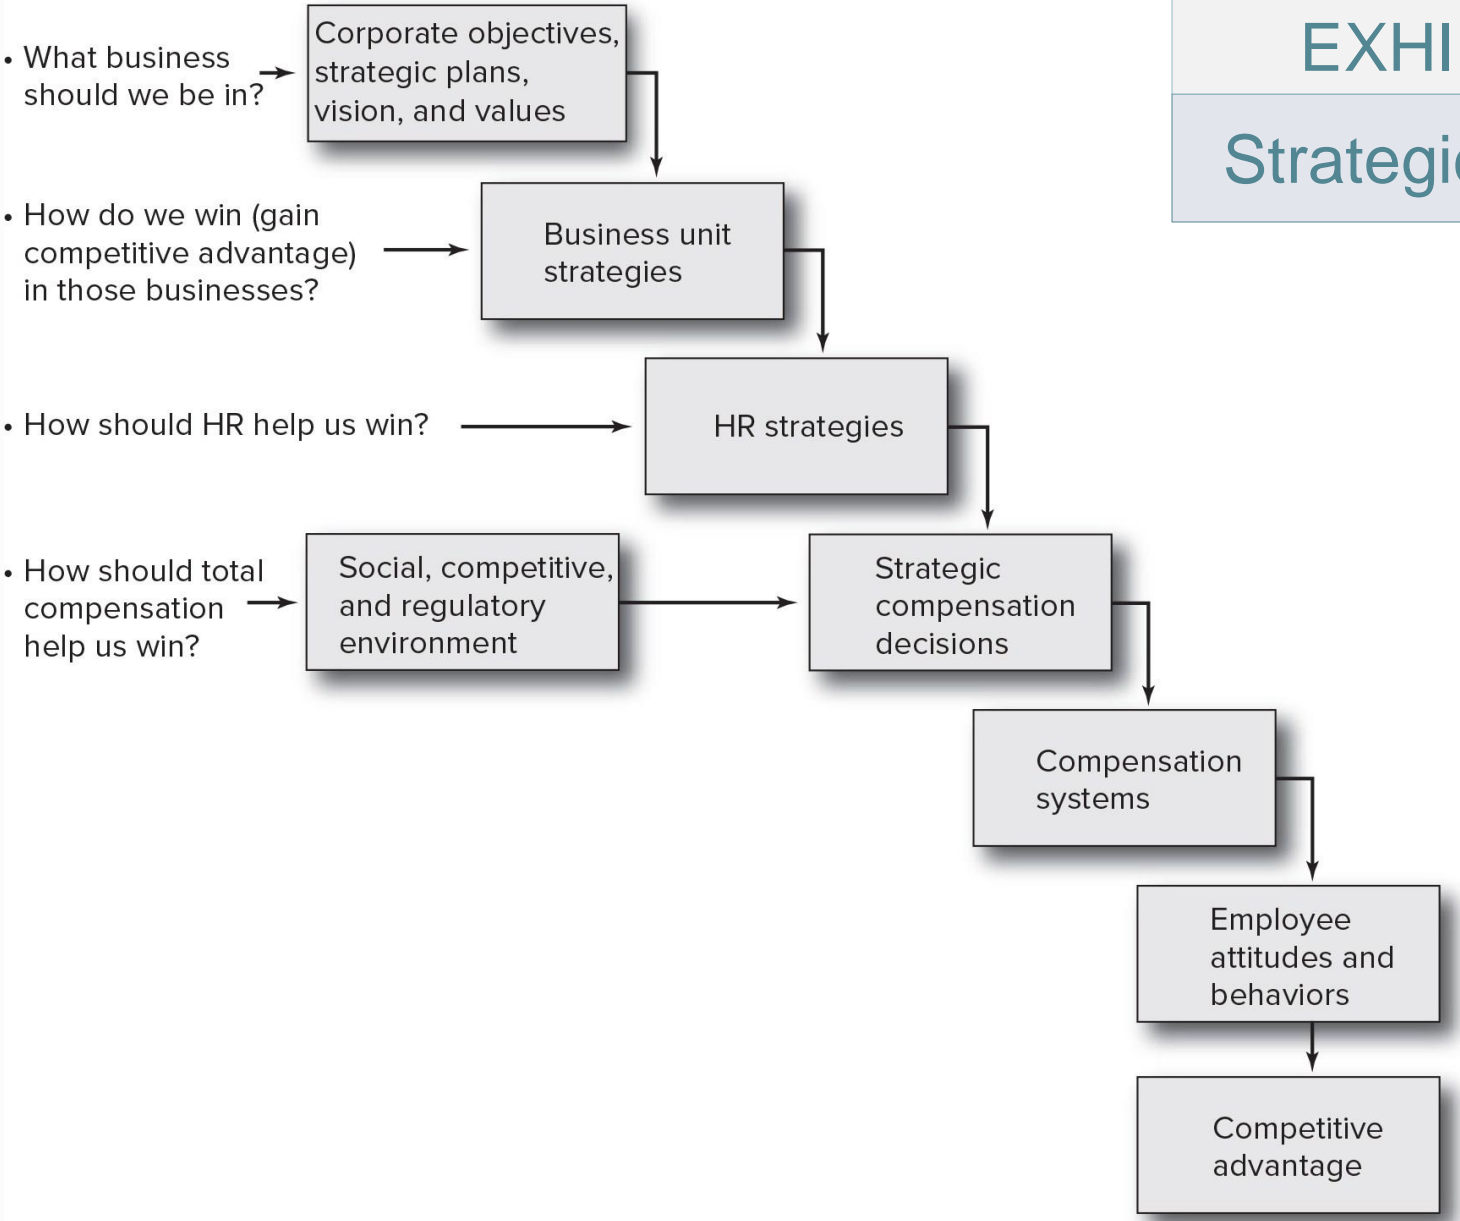 • What business
should we be in?
Corporate objectives,
strategic plans,
vision, and values
EXHI
• How do we win (gain
competitive advantage)
in those businesses?
Business unit
strategies
• How should HR help us win?
HR strategies
• How should total
compensation
help us win?
Social, competitive,
and regulatory
environment
Strategic
compensation
decisions
Compensation
systems
Employee
attitudes and
behaviors
Competitive
advantage